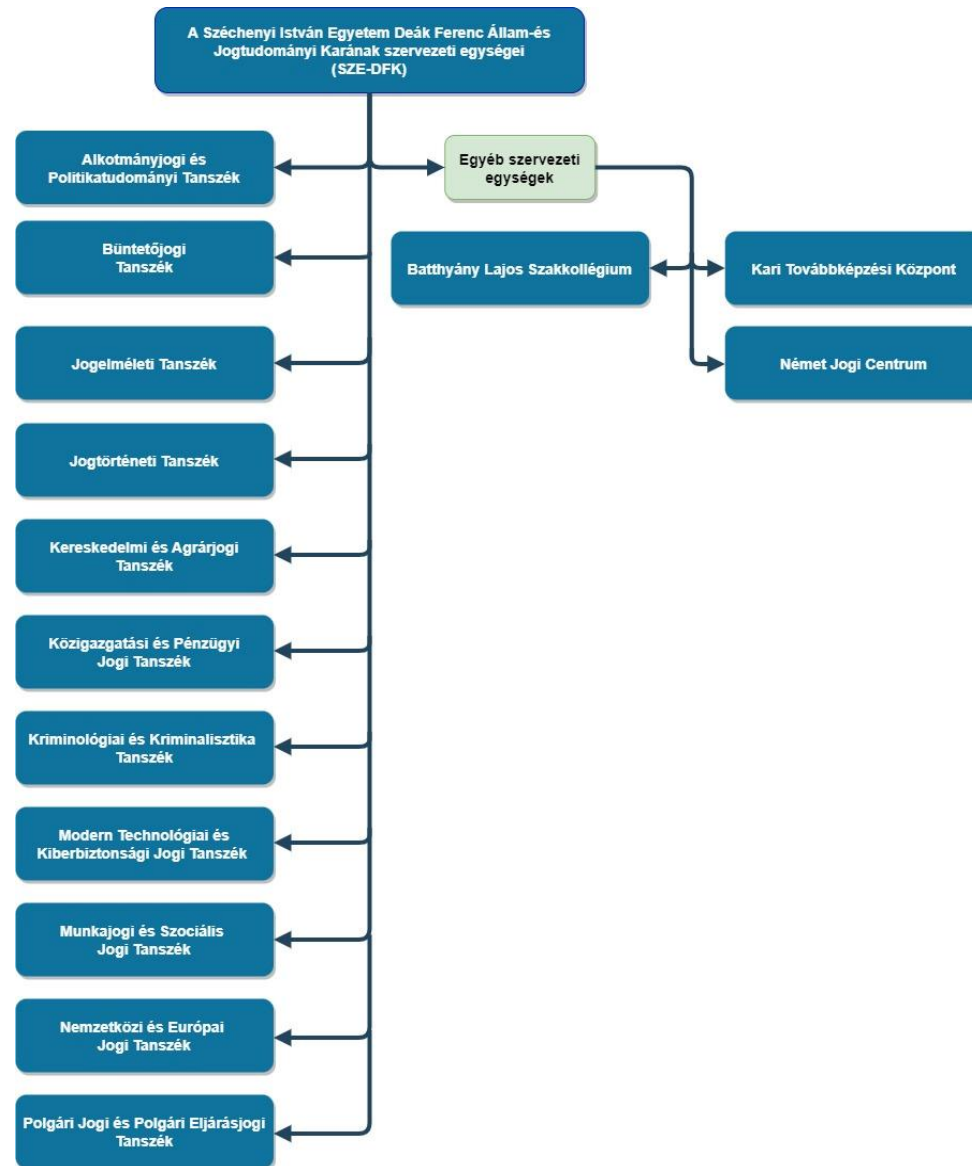 A Széchenyi István Egyetem Deák Ferenc Állam-és
Jogtudományi Karának szervezeti egységei
(SZE-DFK)
Alkotmányjogi és
Politikatudományi Tanszék
Egyéb szervezeti
egységek
Büntetőjogi
Tanszék
Batthyány Lajos Szakkollégium
Kari Továbbképzési Központ
Jogelméleti Tanszék
Német Jogi Centrum
Jogtörténeti Tanszék
Kereskedelmi és Agrárjogi
Tanszék
Közigazgatási és Pénzügyi
Jogi Tanszék
Kriminológiai és Kriminalisztika
Tanszék
Modern Technológiai és
Kiberbiztonsági Jogi Tanszék
Munkajogi és Szociális
Jogi Tanszék
Nemzetközi és Európai
Jogi Tanszék
Polgári Jogi és Polgári Eljárásjogi
Tanszék